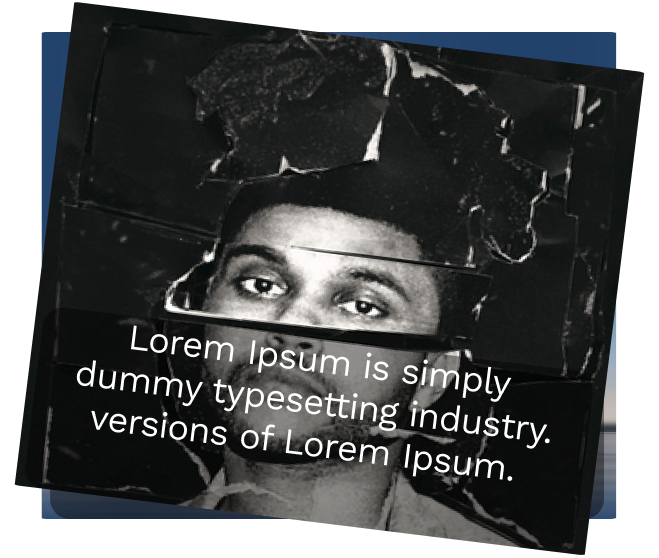 Lorem Ipsum is simply
dummy typesetting industry.
versions of Lorem Ipsum.